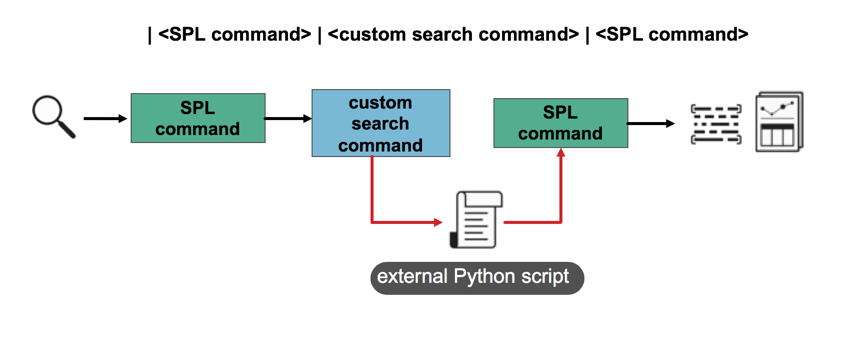 | <SPL command> | <custom search command> | <SPL command>
SPL
command
custom
search
command
SPL
command
external Python script